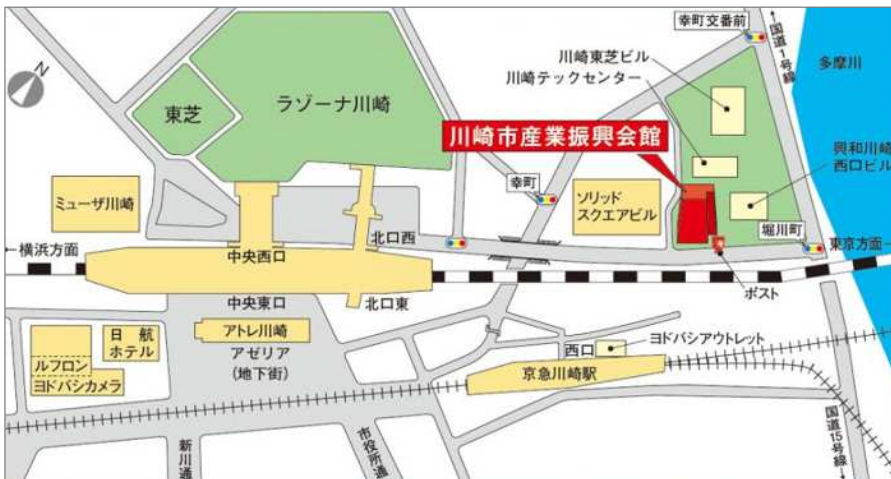 幸町交番前
←国道1号線
多摩川
川崎東芝ビル
川崎テックセンター
東芝
ラゾーナ川崎
川崎市産業振興会館
興和川崎
西口ビル
幸町
ミューザ川崎
ソリッド
スクエアビル
堀川町
北口西
←横浜方面
中央西口
東京方面→
ポスト
中央東口
北口東
アトレ川崎
日航
ホテル
アゼリア
(地下街)
西口
ヨドバシアウトレット
ルフロン
ヨドバシカメラ
京急川崎駅
新川通
市役所通
国道15号線→